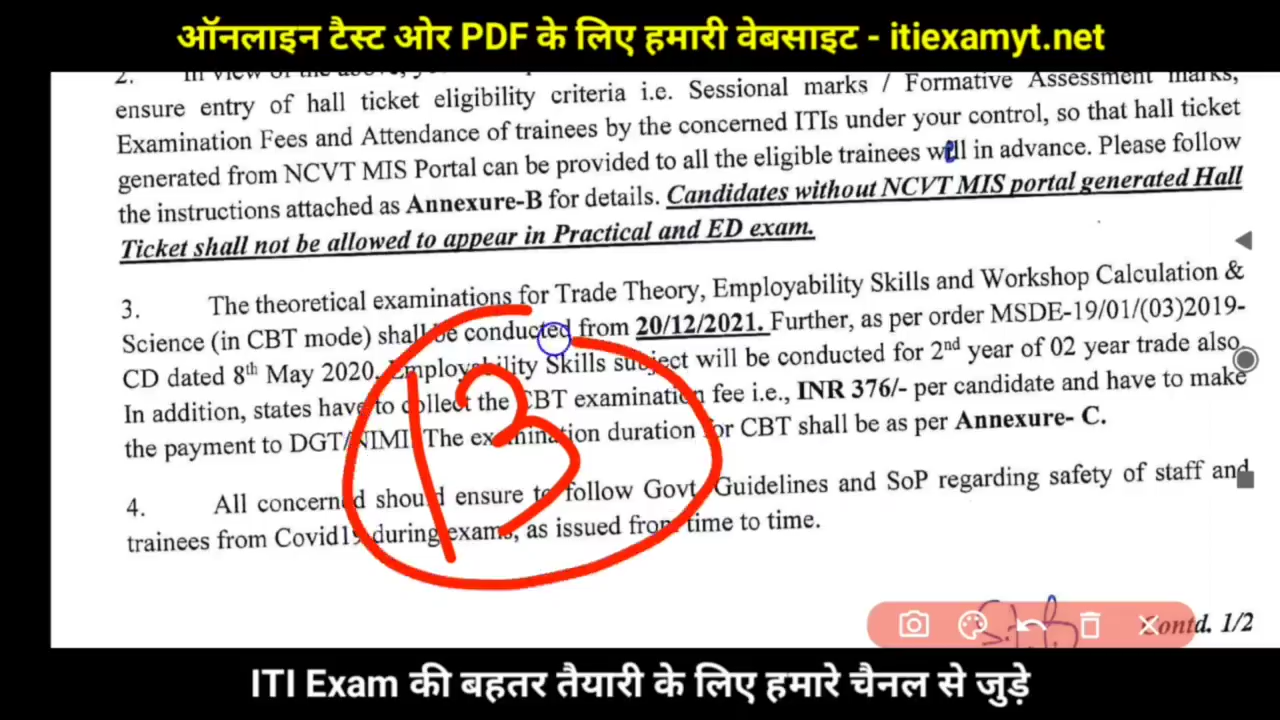 ऑनलाइन टैस्ट ओर PDF के लिए हमारी वेबसाइट - itiexamyt.net
2. In view of the above,
ensure entry of hall ticket eligibility criteria i.e. Sessional marks / Formative Assessment marks,
Examination Fees and Attendance of trainees by the concerned ITIs under your control, so that hall ticket
generated from NCVT MIS Portal can be provided to all the eligible trainees well in advance. Please follow
the instructions attached as Annexure-B for details. Candidates without NCVT MIS portal generated Hall
Ticket shall not be allowed to appear in Practical and ED exam.
3. The theoretical examinations for Trade Theory, Employability Skills and Workshop Calculation &
Science (in CBT mode) shall be conducted from 20/12/2021. Further, as per order MSDE-19/01/(03)2019-
CD dated 8th May 2020, Employability Skills subject will be conducted for 2nd year of 02 year trade also.
In addition, states have to collect the CBT examination fee i.e., INR 376/- per candidate and have to make
the payment to DGT/NIMI. The examination duration for CBT shall be as per Annexure- C.
13
4. All concerned should ensure to follow Govt. Guidelines and SoP regarding safety of staff and
trainees from Covid19 during exams, as issued from time to time.
Contd. 1/2
ITI Exam की बहतर तैयारी के लिए हमारे चैनल से जुड़े